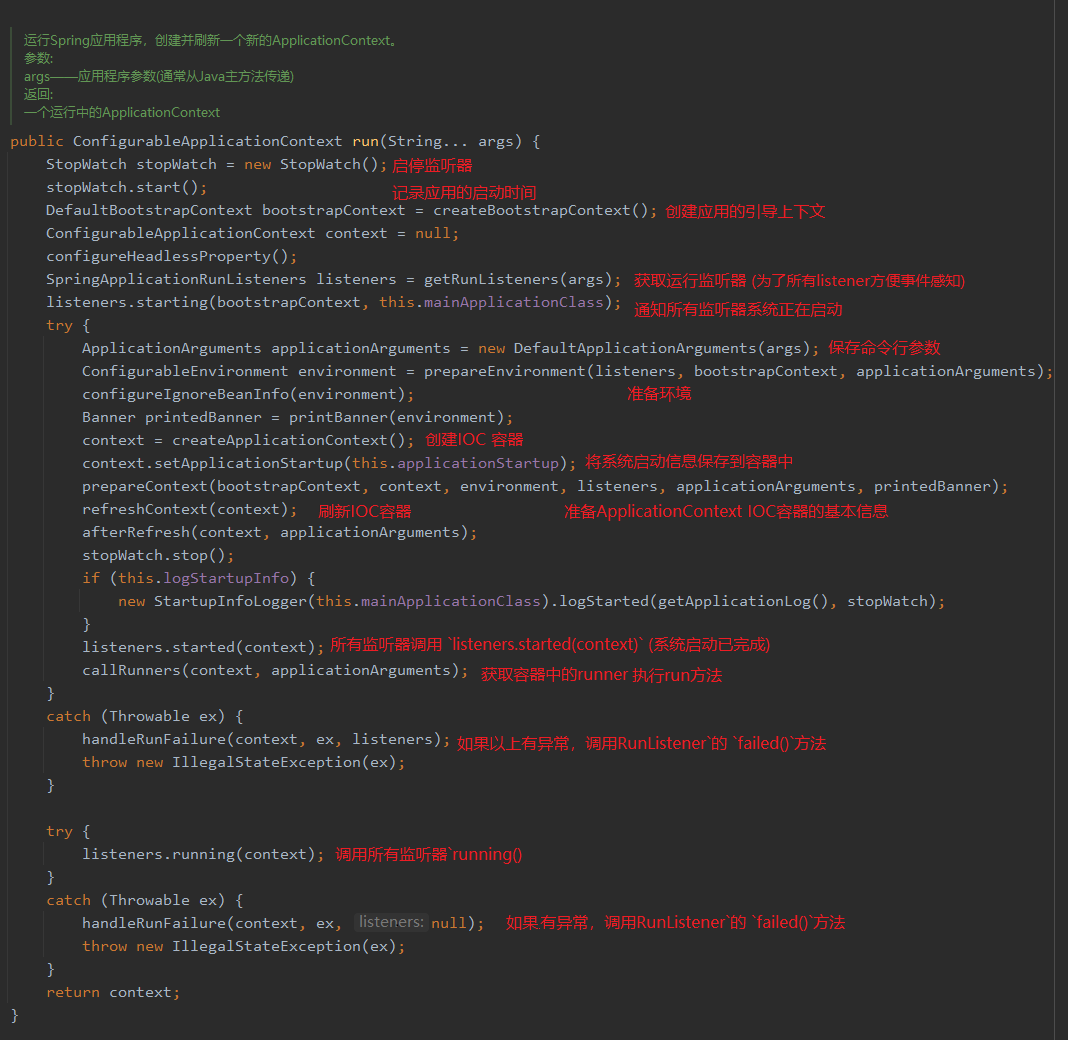 运行Spring应用程序，创建并刷新一个新的ApplicationContext。
参数:
args——应用程序参数(通常从Java主方法传递)
返回:
一个运行中的ApplicationContext
public ConfigurableApplicationContext run(String... args) {
StopWatch stopWatch = new StopWatch(); 启停监听器
stopWatch.start();
记录应用的启动时间
DefaultBootstrapContext bootstrapContext = createBootstrapContext(); 创建应用的引导上下文
ConfigurableApplicationContext context = null;
configureHeadlessProperty();
SpringApplicationRunListeners listeners = getRunListeners(args); 获取运行监听器 (为了所有listener方便事件感知)
listeners.starting(bootstrapContext, this.mainApplicationClass); 通知所有监听器系统正在启动
try {
ApplicationArguments applicationArguments = new DefaultApplicationArguments(args); 保存命令行参数
ConfigurableEnvironment environment = prepareEnvironment(listeners, bootstrapContext, applicationArguments);
configureIgnoreBeanInfo(environment); 准备环境
Banner printedBanner = printBanner(environment);
context = createApplicationContext(); 创建IOC 容器
context.setApplicationStartup(this.applicationStartup); 将系统启动信息保存到容器中
prepareContext(bootstrapContext, context, environment, listeners, applicationArguments, printedBanner);
refreshContext(context); 刷新IOC容器 准备ApplicationContext IOC容器的基本信息
afterRefresh(context, applicationArguments);
stopWatch.stop();
if (this.logStartupInfo) {
new StartupInfoLogger(this.mainApplicationClass).logStarted(getApplicationLog(), stopWatch);
}
listeners.started(context); 所有监听器调用 `listeners.started(context)` (系统启动已完成)
callRunners(context, applicationArguments); 获取容器中的runner 执行run方法
}
catch (Throwable ex) {
handleRunFailure(context, ex, listeners); 如果以上有异常，调用RunListener`的 `failed()`方法
throw new IllegalStateException(ex);
}
try {
listeners.running(context); 调用所有监听器`running()
}
catch (Throwable ex) {
handleRunFailure(context, ex, listeners: null); 如果有异常，调用RunListener`的 `failed()`方法
throw new IllegalStateException(ex);
}
return context;
}